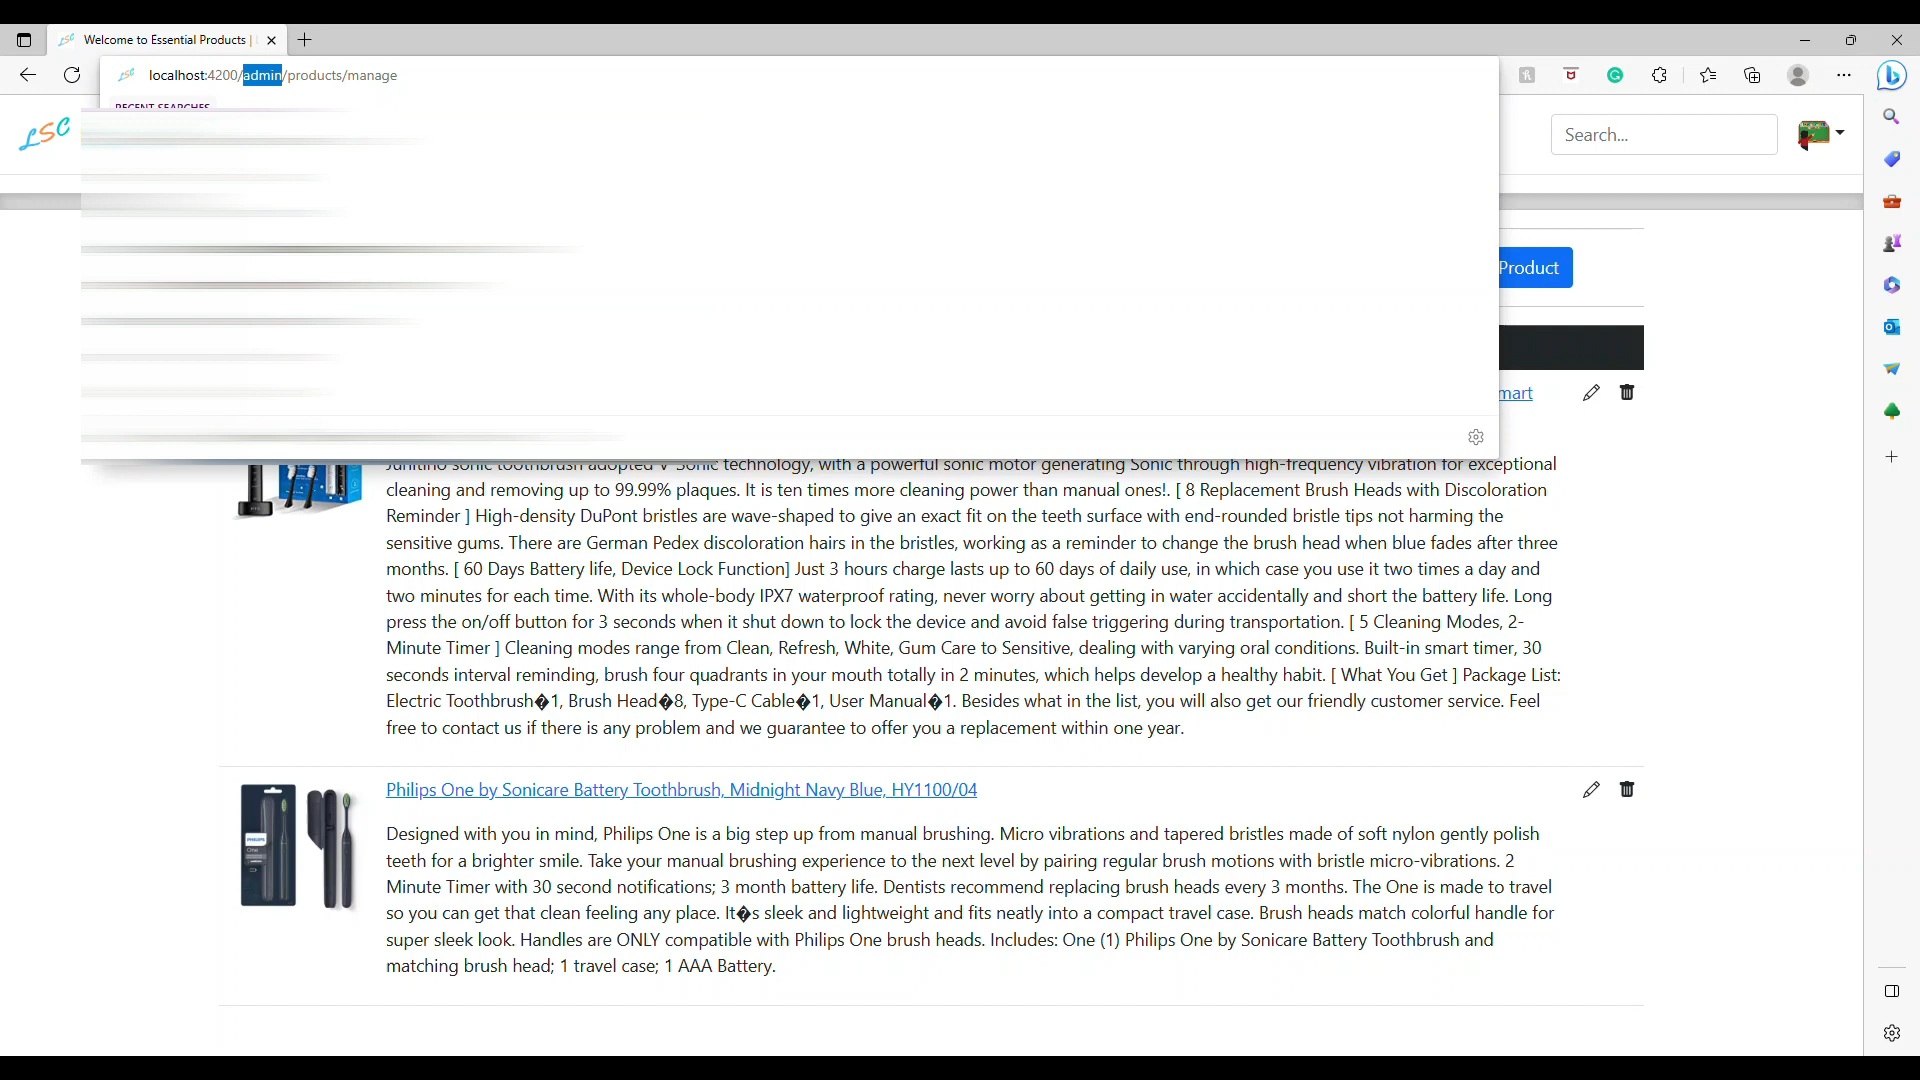 Welcome to Essential Products |
localhost:4200/admin/products/manage
RECENT SEARCHES
LSC
Search...
Product
mart
Sonic technology, with a powerful sonic motor generating Sonic through high-frequency vibration for exceptional
cleaning and removing up to 99.99% plaques. It is ten times more cleaning power than manual ones!. [ 8 Replacement Brush Heads with Discoloration
Reminder ] High-density DuPont bristles are wave-shaped to give an exact fit on the teeth surface with end-rounded bristle tips not harming the
sensitive gums. There are German Pedex discoloration hairs in the bristles, working as a reminder to change the brush head when blue fades after three
months. [ 60 Days Battery life, Device Lock Function] Just 3 hours charge lasts up to 60 days of daily use, in which case you use it two times a day and
two minutes for each time. With its whole-body IPX7 waterproof rating, never worry about getting in water accidentally and short the battery life. Long
press the on/off button for 3 seconds when it shut down to lock the device and avoid false triggering during transportation. [ 5 Cleaning Modes, 2-
Minute Timer ] Cleaning modes range from Clean, Refresh, White, Gum Care to Sensitive, dealing with varying oral conditions. Built-in smart timer, 30
seconds interval reminding, brush four quadrants in your mouth totally in 2 minutes, which helps develop a healthy habit. [ What You Get ] Package List:
Electric Toothbrush�1, Brush Head�8, Type-C Cable�1, User Manual�1. Besides what in the list, you will also get our friendly customer service. Feel
free to contact us if there is any problem and we guarantee to offer you a replacement within one year.
Philips One by Sonicare Battery Toothbrush, Midnight Navy Blue, HY1100/04
Designed with you in mind, Philips One is a big step up from manual brushing. Micro vibrations and tapered bristles made of soft nylon gently polish
teeth for a brighter smile. Take your manual brushing experience to the next level by pairing regular brush motions with bristle micro-vibrations. 2
Minute Timer with 30 second notifications; 3 month battery life. Dentists recommend replacing brush heads every 3 months. The One is made to travel
so you can get that clean feeling any place. It�s sleek and lightweight and fits neatly into a compact travel case. Brush heads match colorful handle for
super sleek look. Handles are ONLY compatible with Philips One brush heads. Includes: One (1) Philips One by Sonicare Battery Toothbrush and
matching brush head; 1 travel case; 1 AAA Battery.